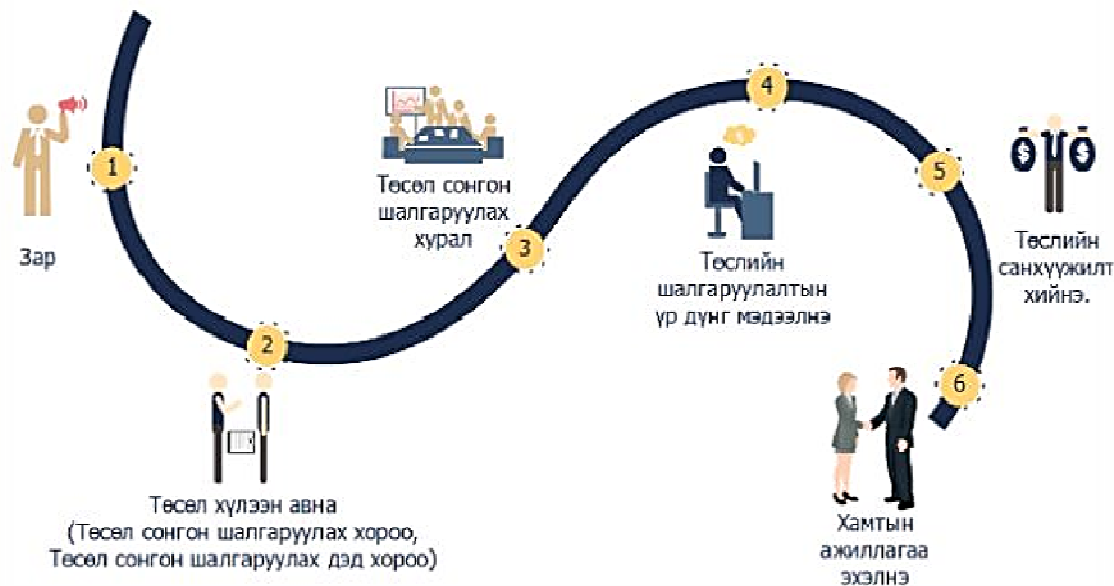 1
Зар
2
Төсөл хүлээн авна
(Төсөл сонгон шалгаруулах хороо,
Төсөл сонгон шалгаруулах дэд хороо)
3
Төсөл сонгон
шалгаруулах
хурал
4
Төслийн
шалгаруулалтын
үр дүнг мэдээлнэ
5
$ $
Төслийн
санхүүжилт
хийнэ.
6
Хамтын
ажиллагаа
эхэлнэ